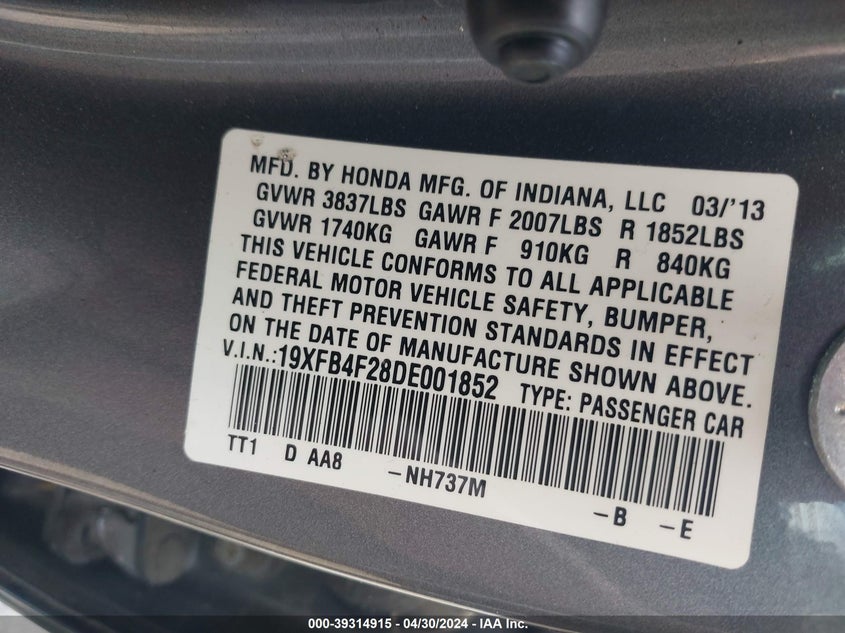 MFD. BY HONDA MFG. OF INDIANA, LLC 03/'13
GVWR 3837LBS GAWR F 2007LBS R 1852LBS
GVWR 1740KG GAWR F 910KG R 840KG
THIS VEHICLE CONFORMS TO ALL APPLICABLE
FEDERAL MOTOR VEHICLE SAFETY, BUMPER,
AND THEFT PREVENTION STANDARDS IN EFFECT
ON THE DATE OF MANUFACTURE SHOWN ABOVE.
V.I.N.:19XFB4F28DE001852 TYPE: PASSENGER CAR
TT1 D AA8 -NH737M -B -E
000-39314915 - 04/30/2024 - IAA Inc.